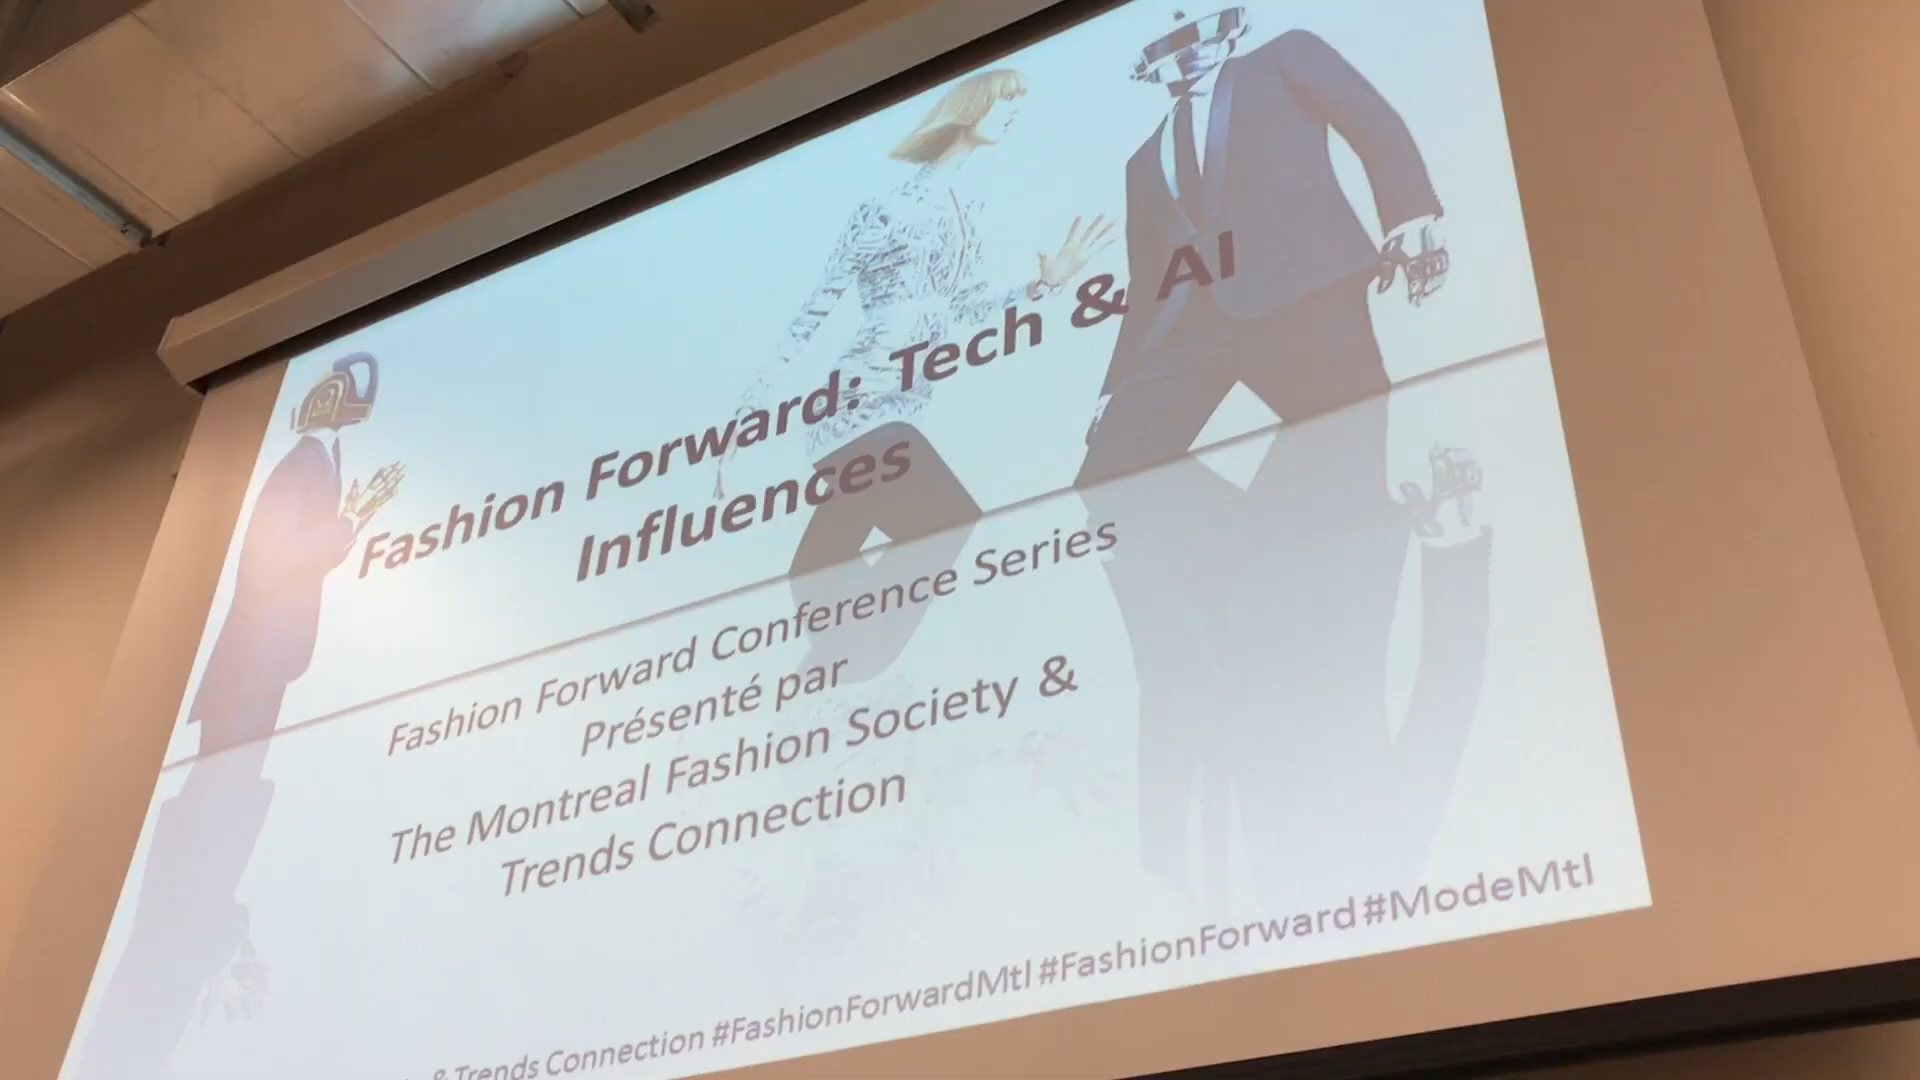 Fashion Forward: Tech & AI
Influences
Fashion Forward Conference Series
Présenté par
The Montreal Fashion Society &
Trends Connection
& Trends Connection #FashionForwardMtl #FashionForward #ModeMtl